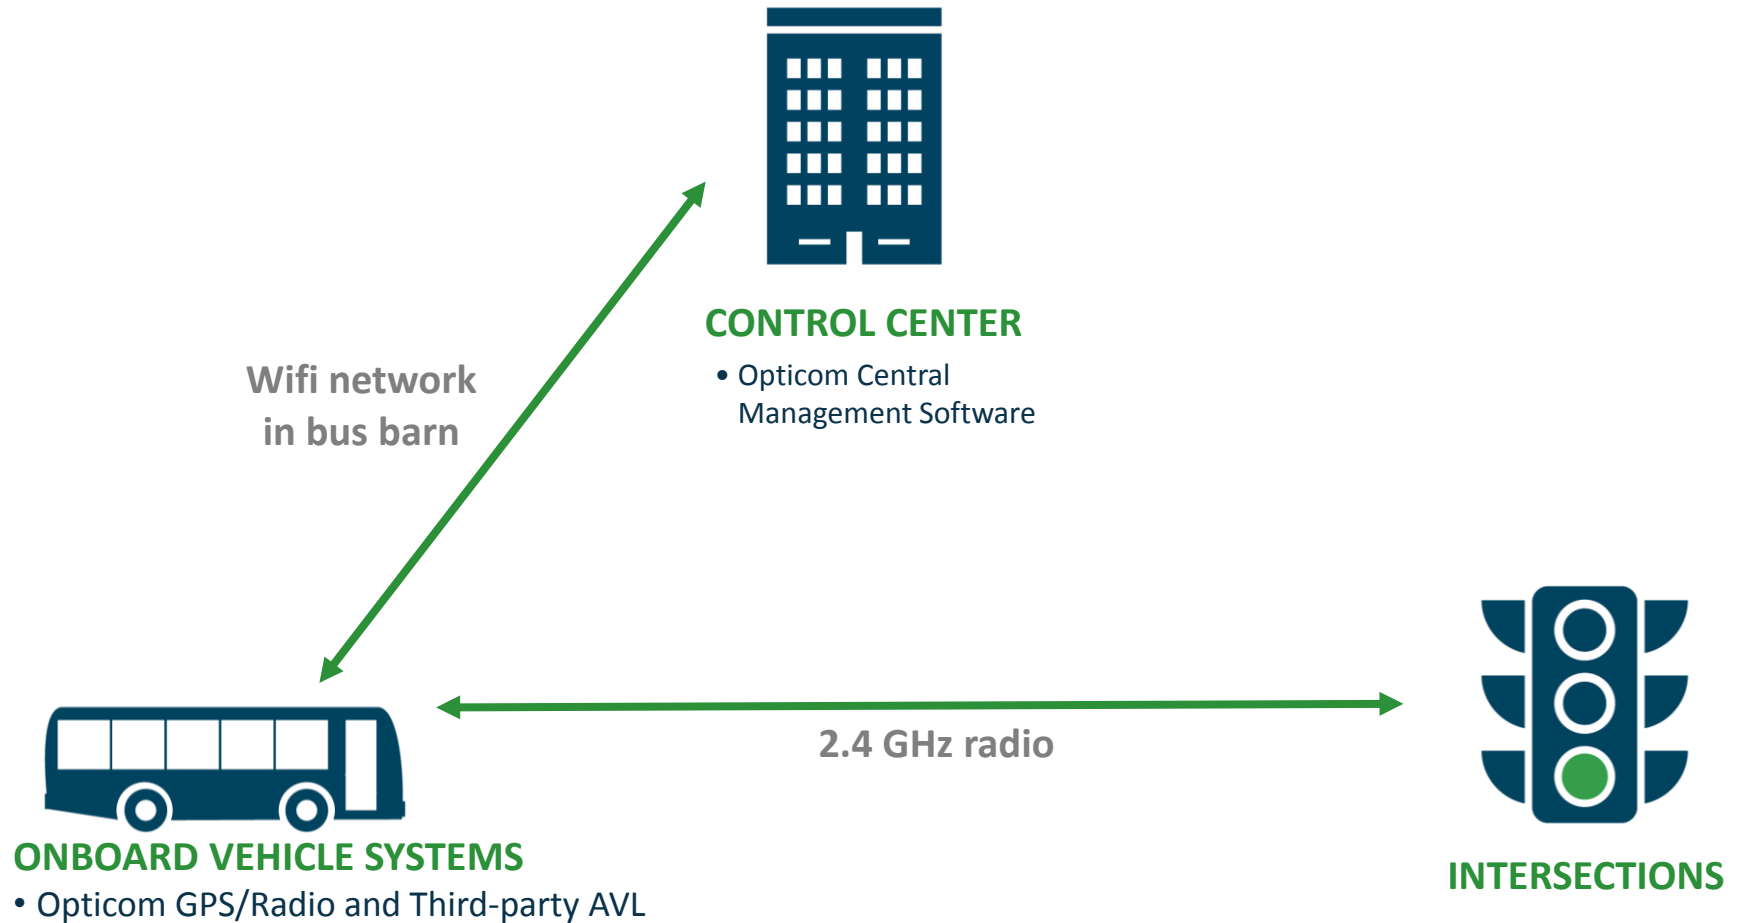 CONTROL CENTER
• Opticom Central
Management Software
Wifi network
in bus barn
2.4 GHz radio
ONBOARD VEHICLE SYSTEMS
• Opticom GPS/Radio and Third-party AVL
INTERSECTIONS